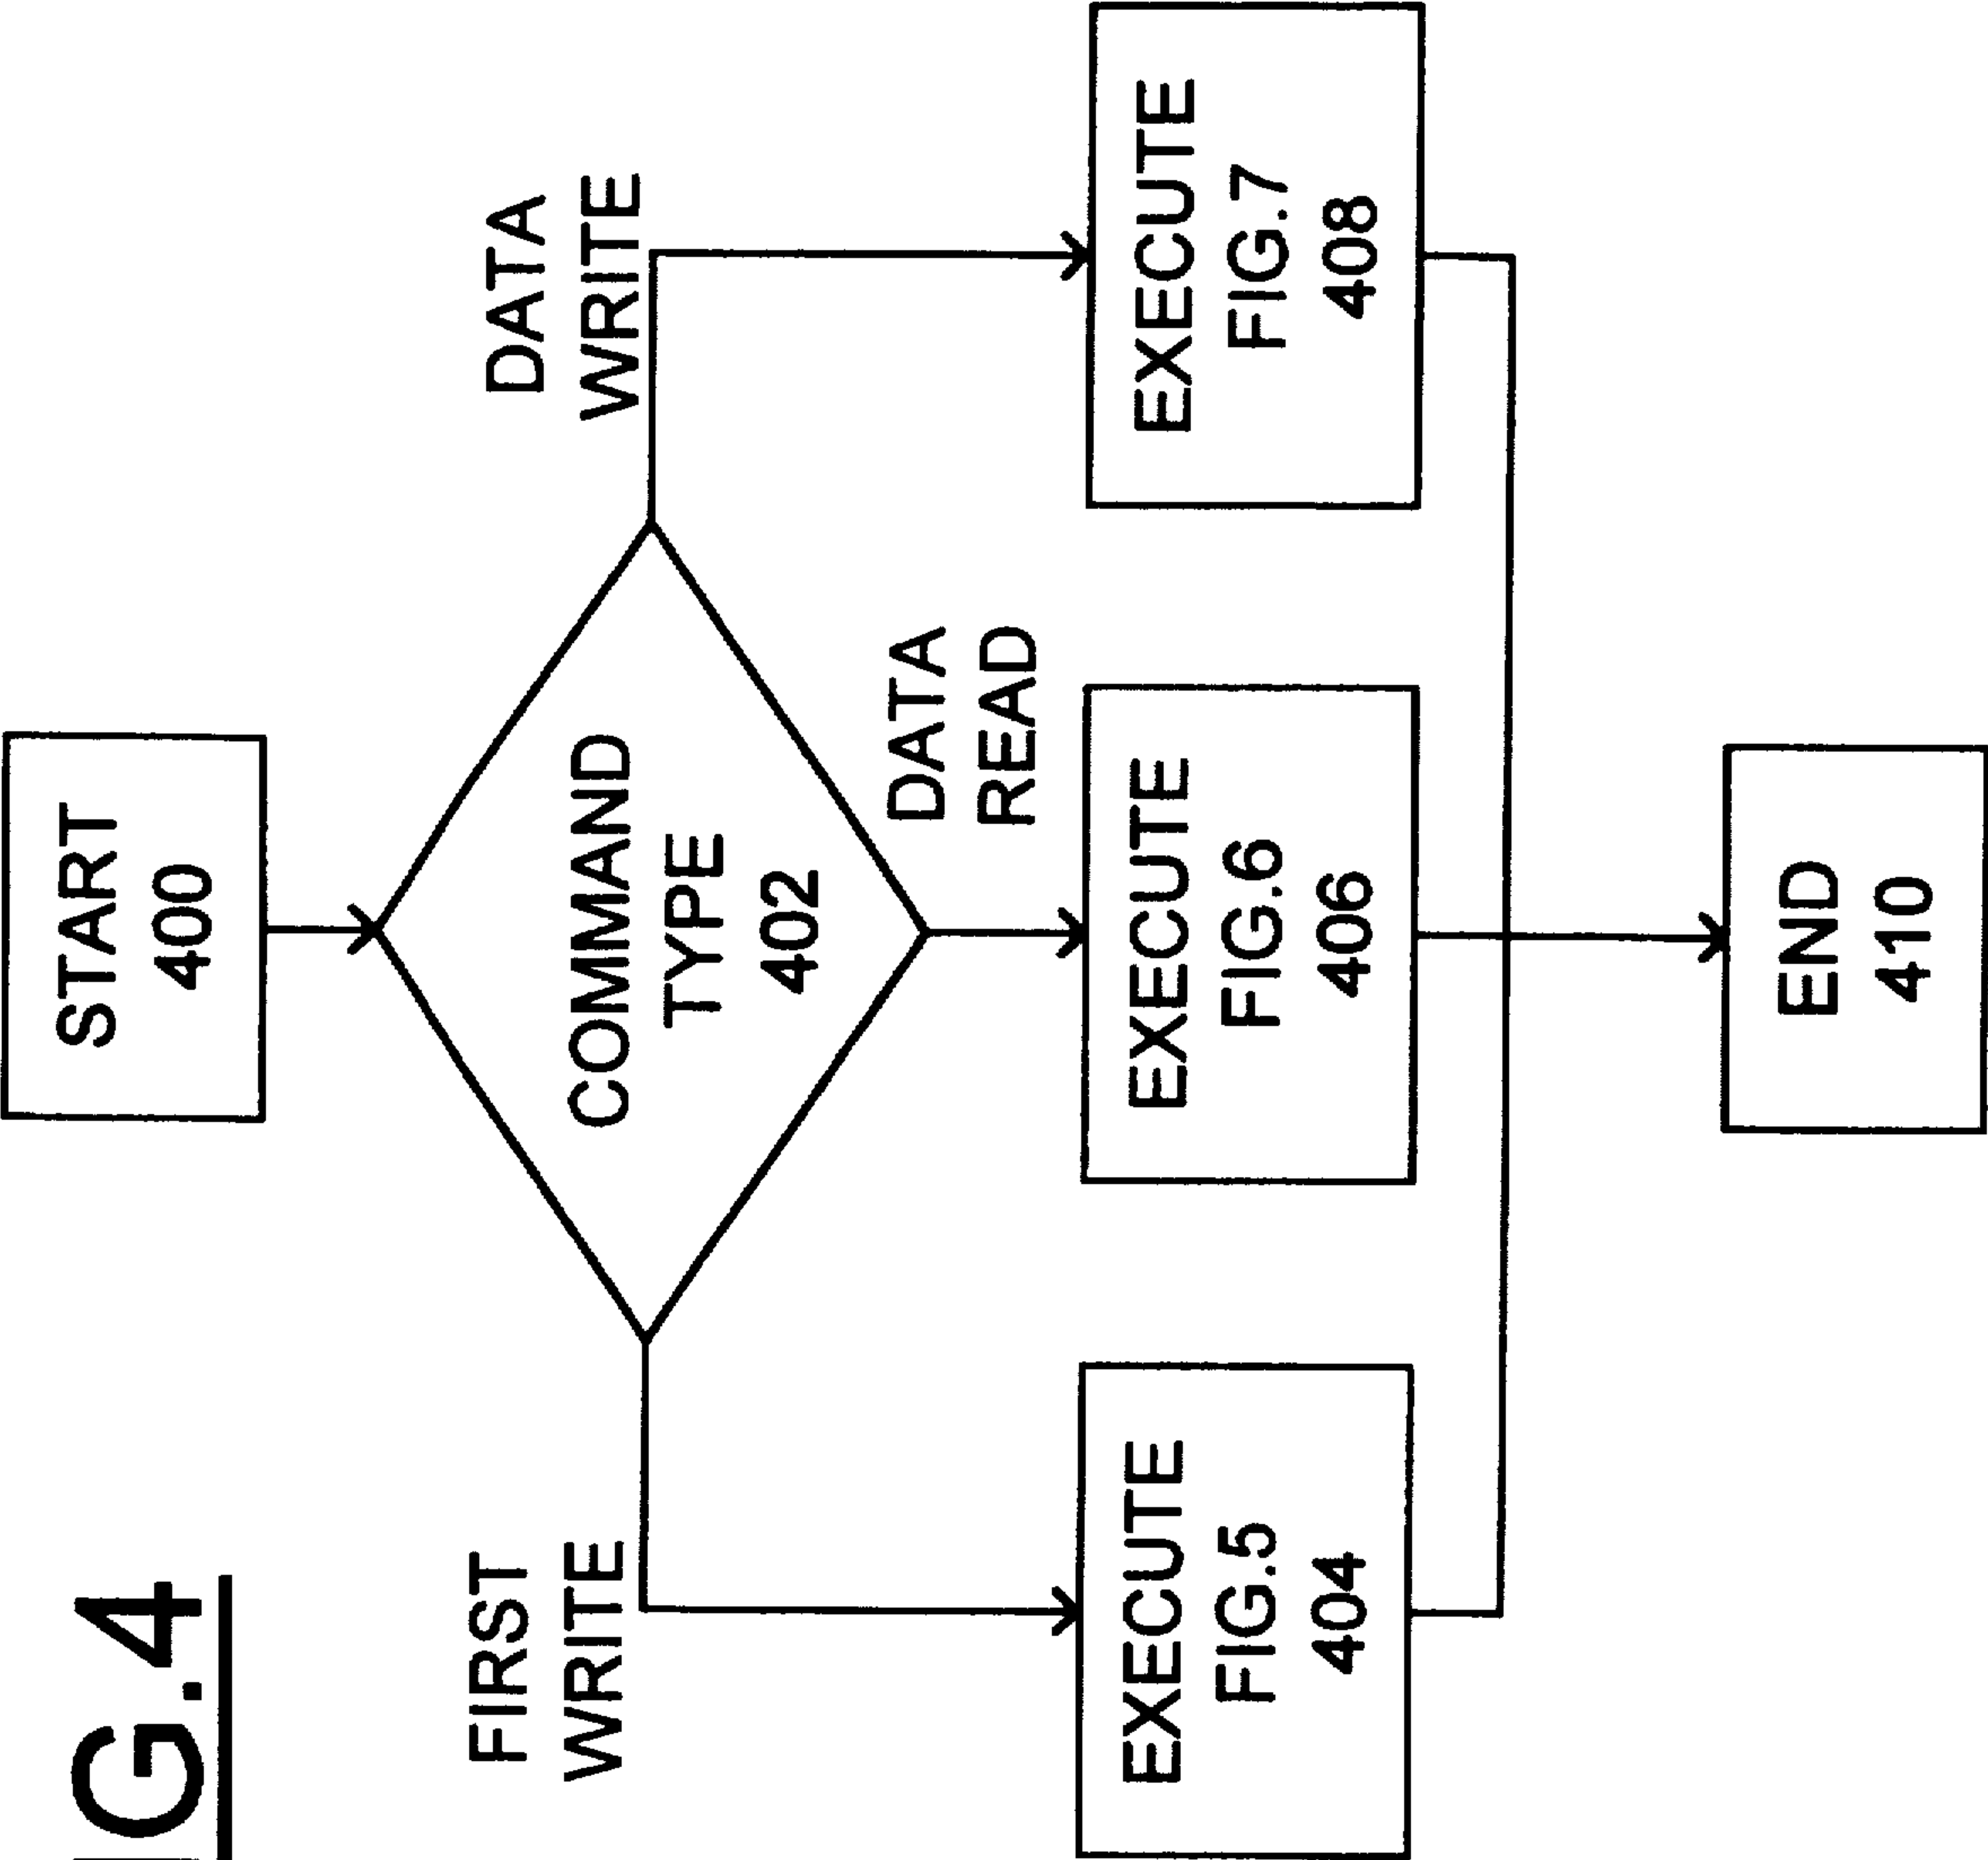 IG.4
START
400
FIRST
WRITE
DATA
WRITE
COMMAND
TYPE
402
DATA
READ
EXECUTE
FIG.5
404
EXECUTE
FIG.6
406
EXECUTE
FIG.7
408
END
410